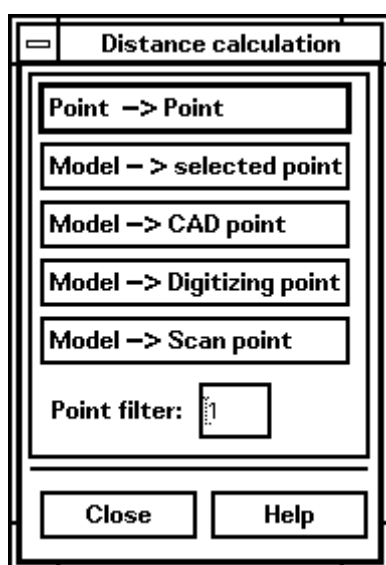 Distance calculation
Point –> Point
Model – > selected point
Model –> CAD point
Model –> Digitizing point
Model –> Scan point
Point filter: 1
Close Help